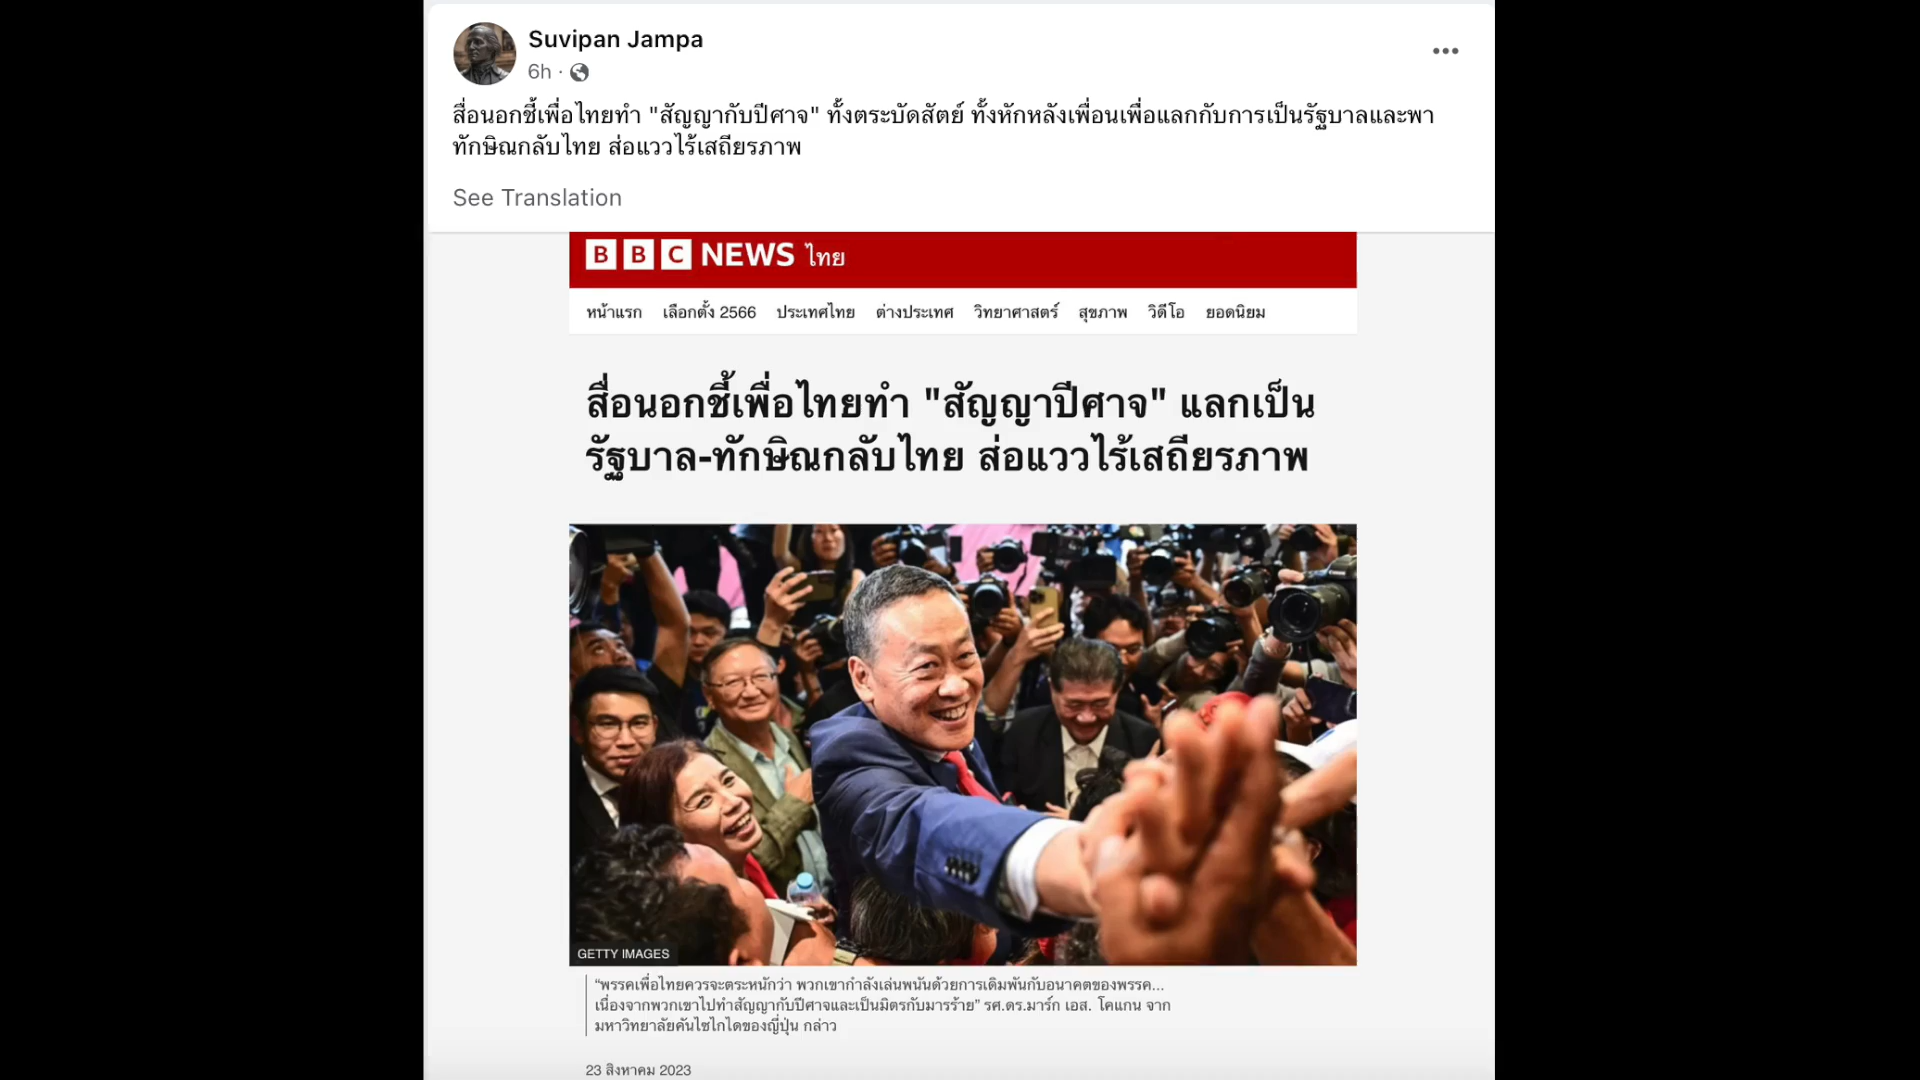 Suvipan Jampa
6h ·
สื่อนอกชี้เพื่อไทยทำ "สัญญากับปีศาจ" ทั้งตระบัดสัตย์ ทั้งหักหลังเพื่อนเพื่อแลกกับการเป็นรัฐบาลและพา
ทักษิณกลับไทย ส่อแววไร้เสถียรภาพ
See Translation
BBC NEWS ไทย
หน้าแรก เลือกตั้ง 2566 ประเทศไทย ต่างประเทศ วิทยาศาสตร์ สุขภาพ วิดีโอ ยอดนิยม
สื่อนอกชี้เพื่อไทยทำ "สัญญาปีศาจ" แลกเป็น
รัฐบาล-ทักษิณกลับไทย ส่อแววไร้เสถียรภาพ
GETTY IMAGES
“พรรคเพื่อไทยควรจะตระหนักว่า พวกเขากำลังเล่นพนันด้วยการเดิมพันกับอนาคตของพรรค...
เนื่องจากพวกเขาไปทำสัญญากับปีศาจและเป็นมิตรกับมารร้าย” รศ.ดร.มาร์ก เอส. โคแกน จาก
มหาวิทยาลัยคันไซไกไดของญี่ปุ่น กล่าว
23 สิงหาคม 2023